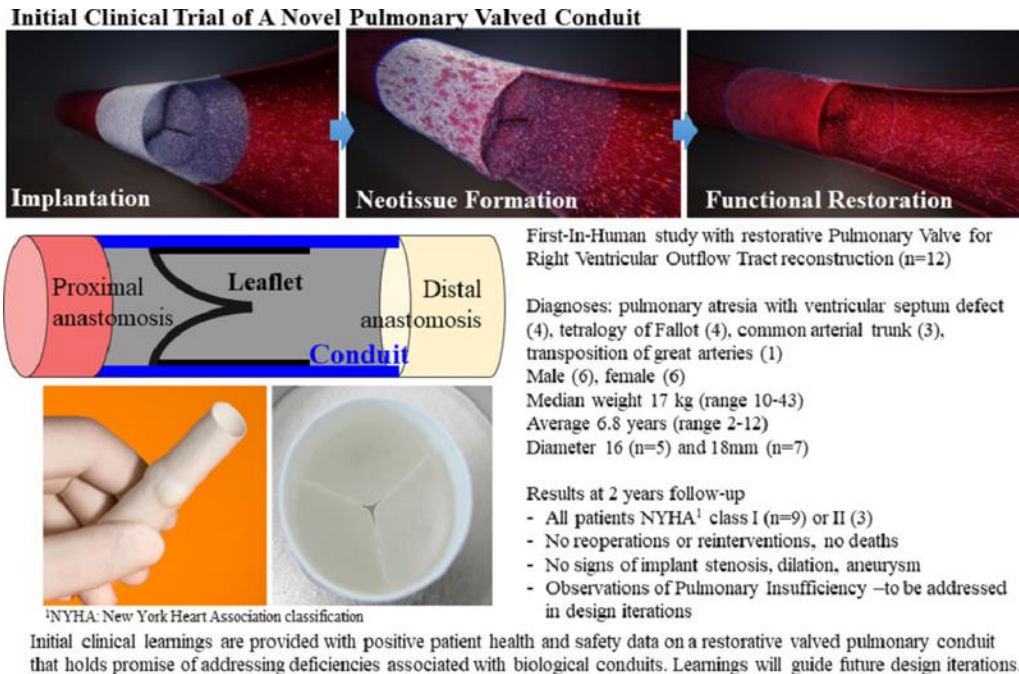 Initial Clinical Trial of A Novel Pulmonary Valved Conduit
Implantation
Neotissue Formation
Functional Restoration
Proximal
anastomosis
Leaflet
Conduit
Distal
anastomosis
First-In-Human study with restorative Pulmonary Valve for
Right Ventricular Outflow Tract reconstruction (n=12)
Diagnoses: pulmonary atresia with ventricular septum defect
(4), tetralogy of Fallot (4), common arterial trunk (3),
transposition of great arteries (1)
Male (6), female (6)
Median weight 17 kg (range 10-43)
Average 6.8 years (range 2-12)
Diameter 16 (n=5) and 18mm (n=7)
Results at 2 years follow-up
- All patients NYHA¹ class I (n=9) or II (3)
- No reoperations or reinterventions, no deaths
- No signs of implant stenosis, dilation, aneurysm
- Observations of Pulmonary Insufficiency –to be addressed
in design iterations
¹NYHA: New York Heart Association classification
Initial clinical learnings are provided with positive patient health and safety data on a restorative valved pulmonary conduit
that holds promise of addressing deficiencies associated with biological conduits. Learnings will guide future design iterations.